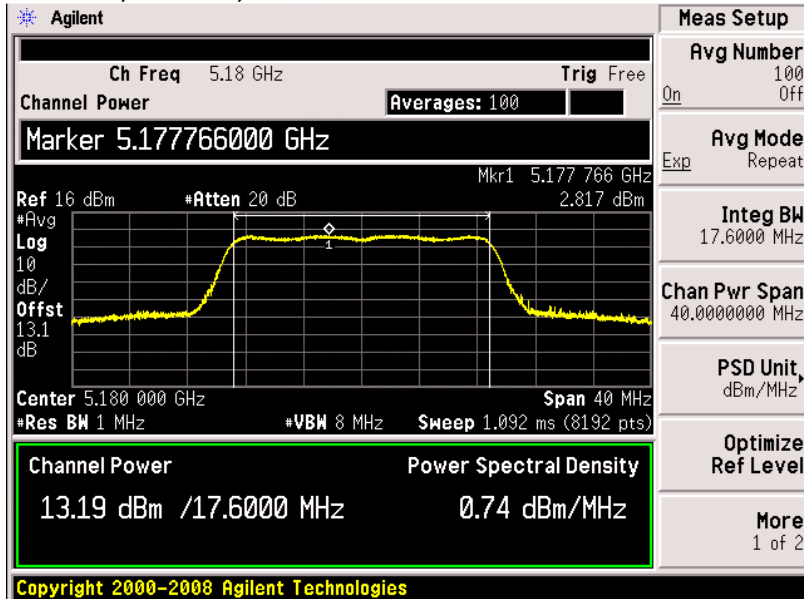 Agilent
Ch Freq 5.18 GHz Trig Free
Channel Power Averages: 100
Marker 5.177766000 GHz
Mkr1 5.177 766 GHz
Ref 16 dBm #Atten 20 dB 2.817 dBm
#Avg
Log
10
dB/
Offst
13.1
dB
1
Center 5.180 000 GHz Span 40 MHz
#Res BW 1 MHz #VBW 8 MHz Sweep 1.092 ms (8192 pts)
Channel Power Power Spectral Density
13.19 dBm /17.6000 MHz 0.74 dBm/MHz
Copyright 2000-2008 Agilent Technologies
Meas Setup
Avg Number
100
On Off
Avg Mode
Exp Repeat
Integ BW
17.6000 MHz
Chan Pwr Span
40.0000000 MHz
PSD Unit
dBm/MHz
Optimize
Ref Level
More
1 of 2